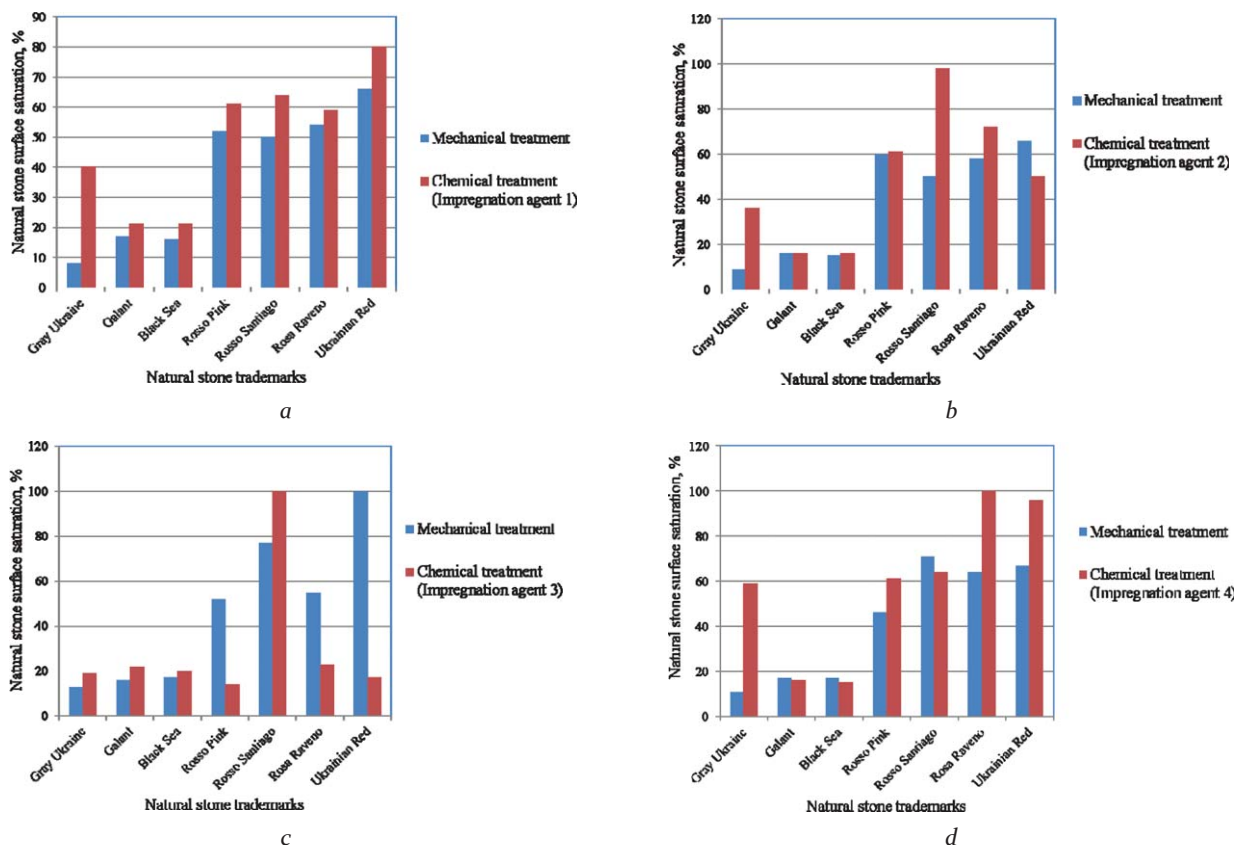 90
80
70
60
50
40
30
20
10
0
Natural stone surface saturation, %
Mechanical treatment
Chemical treatment
(Impregnation agent 1)
Gray Ukraine
Galant
Black Sea
Rosso Pink
Rosso Santiago
Rosa Raveno
Ukrainian Red
Natural stone trademarks
a
120
100
80
60
40
20
0
Natural stone surface saturation, %
Mechanical treatment
Chemical treatment
(Impregnation agent 2)
Gray Ukraine
Galant
Black Sea
Rosso Pink
Rosso Santiago
Rosa Raveno
Ukrainian Red
Natural stone trademarks
b
120
100
80
60
40
20
0
Natural stone surface saturation, %
Mechanical treatment
Chemical treatment
(Impregnation agent 3)
Gray Ukraine
Galant
Black Sea
Rosso Pink
Rosso Santiago
Rosa Raveno
Ukrainian Red
Natural stone trademarks
c
120
100
80
60
40
20
0
Natural stone surface saturation, %
Mechanical treatment
Chemical treatment
(Impregnation agent 4)
Gray Ukraine
Galant
Black Sea
Rosso Pink
Rosso Santiago
Rosa Raveno
Ukrainian Red
Natural stone trademarks
d